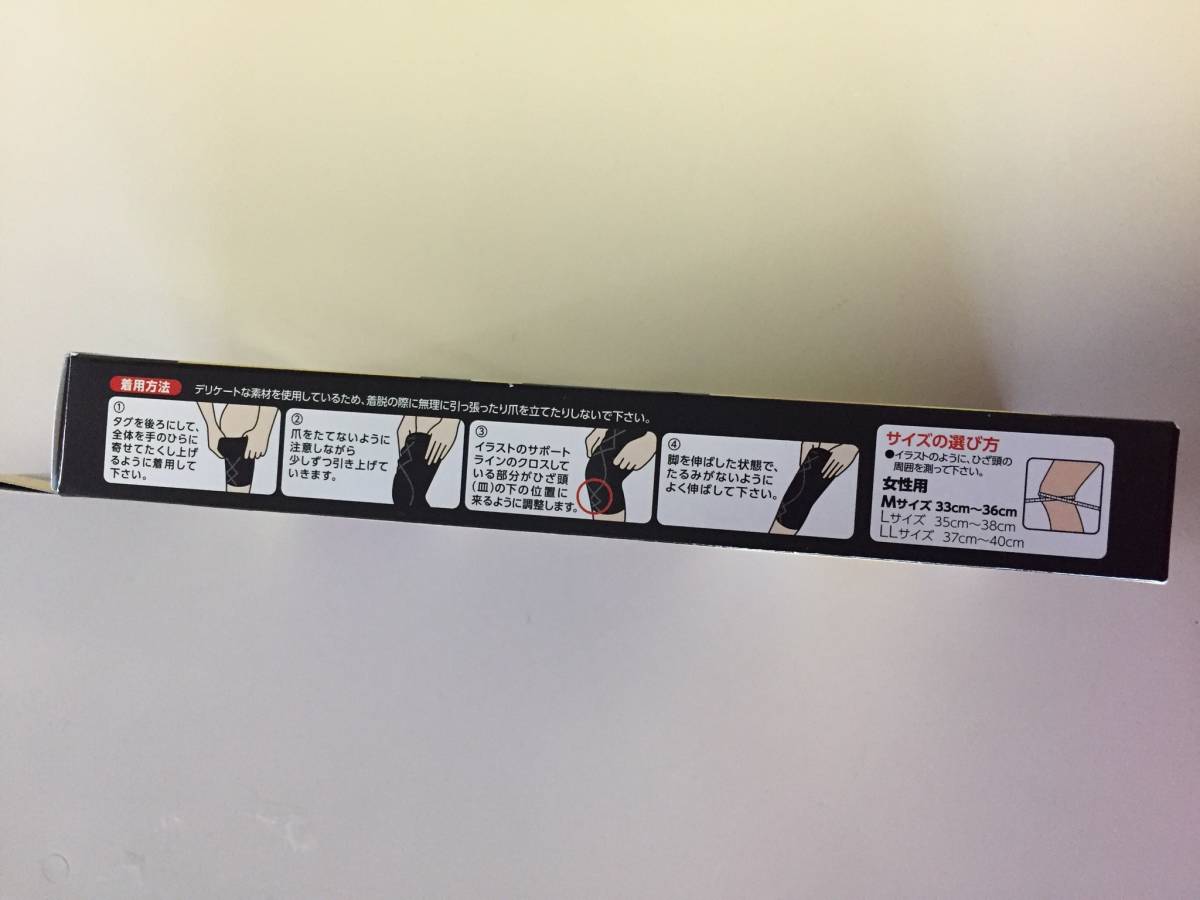 着用方法
デリケートな素材を使用しているため、着脱の際に無理に引っ張ったり爪を立てたりしないで下さい。
①
タグを後ろにして、
全体を手のひらに
寄せてたくし上げ
るように着用して
下さい。
②
爪をたてないように
注意しながら
少しずつ引き上げて
いきます。
③
イラストのサポート
ラインのクロスして
いる部分がひざ頭
(皿)の下の位置に
来るように調整します。
④
脚を伸ばした状態で、
たるみがないように
よく伸ばして下さい。
サイズの選び方
●イラストのように、ひざ頭の
周囲を測って下さい。
女性用
Mサイズ 33cm〜36cm
Lサイズ 35cm〜38cm
LLサイズ 37cm〜40cm